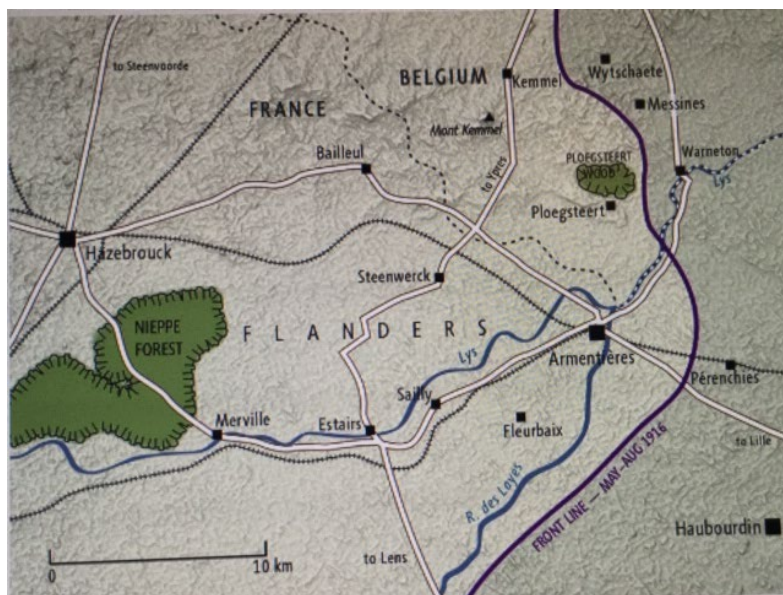 to Steenvoorde
BELGIUM
Kemmel
Wytschaete
FRANCE
Messines
Mont Kemmel
Bailleul
to Ypres
PLOEGSTEERT
WOOD
Warneton
Lys
Ploegsteert
Hazebrouck
Steenwerck
NIEPPE
FOREST
FLANDERS
Lys
Armentières
Pérenchies
Sailly
Merville
Estairs
Fleurbaix
to Lille
R. des Loyes
FRONT LINE — MAY–AUG 1916
Haubourdin
to Lens
0 10 km